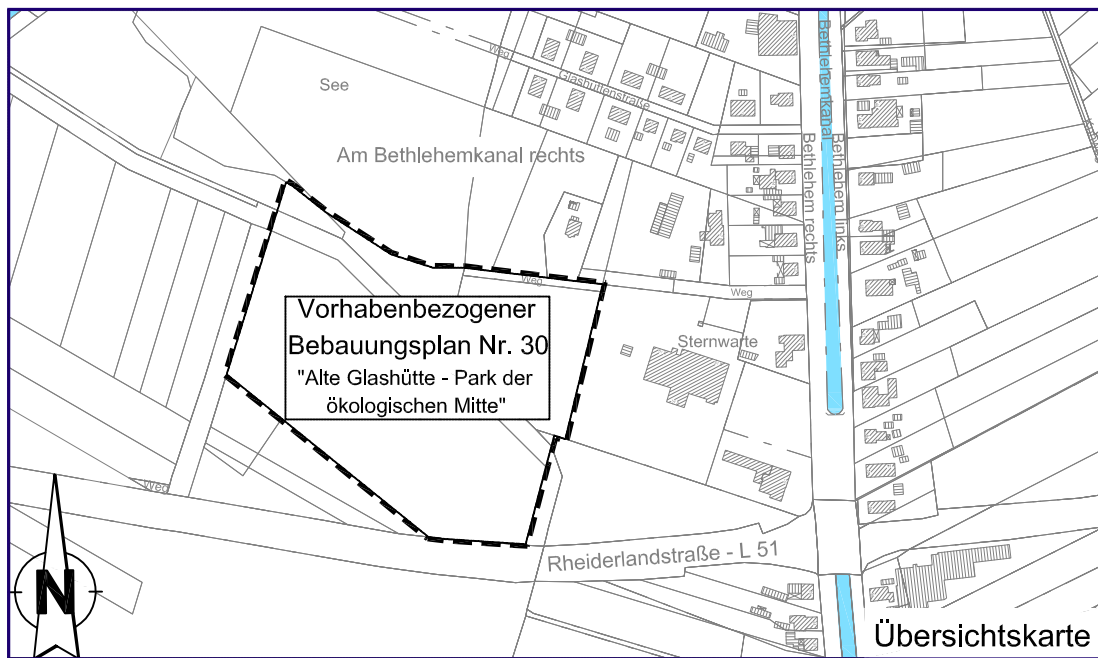 Weg
Glashüttenstraße
See
Am Bethlehemkanal rechts
Bethlehemkanal
Bethlehem links
Bethlehem rechts
Weg
Weg
Vorhabenbezogener
Bebauungsplan Nr. 30
"Alte Glashütte - Park der
ökologischen Mitte"
Sternwarte
Weg
Rheiderlandstraße - L 51
N
Übersichtskarte